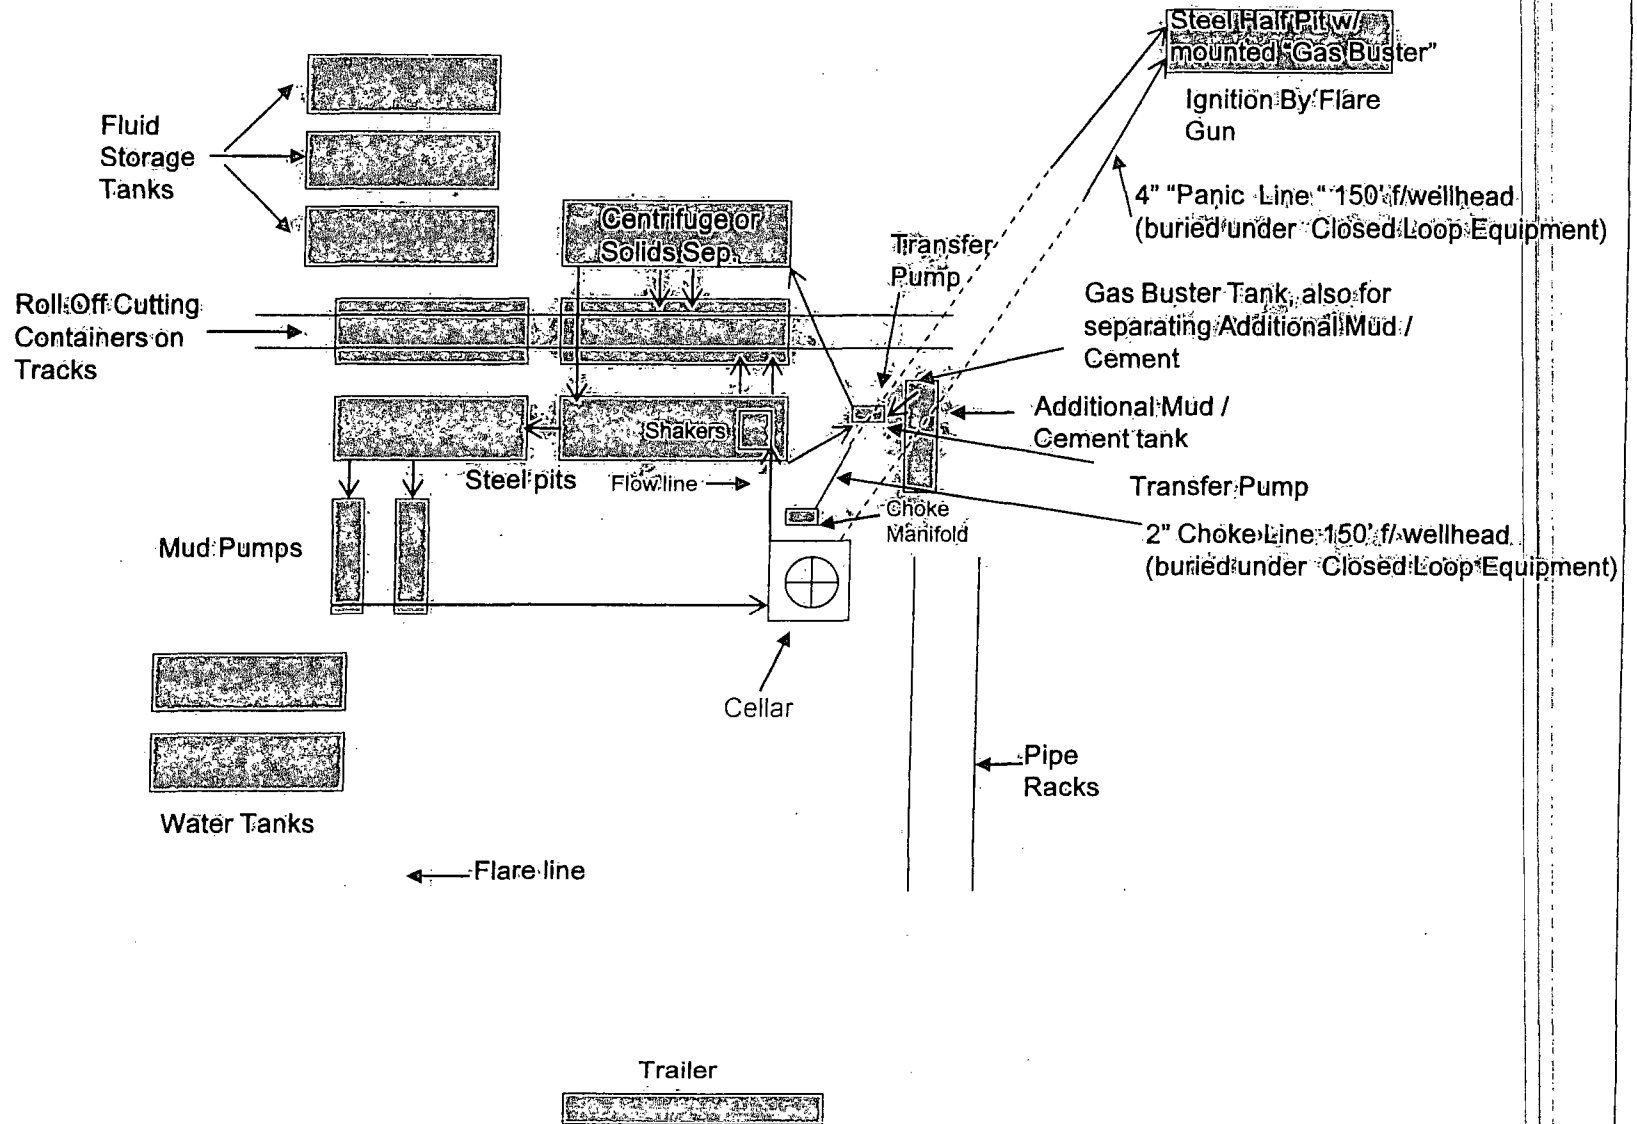 Steel Half Pit w/
mounted "Gas Buster"
Ignition By Flare
Gun
Fluid
Storage
Tanks
4" "Panic Line " 150' f/wellhead
(buried under Closed Loop Equipment)
Centrifuge or
Solids Sep.
Transfer
Pump
Roll Off Cutting
Containers on
Tracks
Gas Buster Tank, also for
separating Additional Mud /
Cement
Additional Mud /
Cement tank
Shakers
Steel pits
Flow line
Transfer Pump
Choke
Manifold
Mud Pumps
2" Choke Line 150' f/ wellhead
(buried under Closed Loop Equipment)
Cellar
Pipe
Racks
Water Tanks
Flare line
Trailer